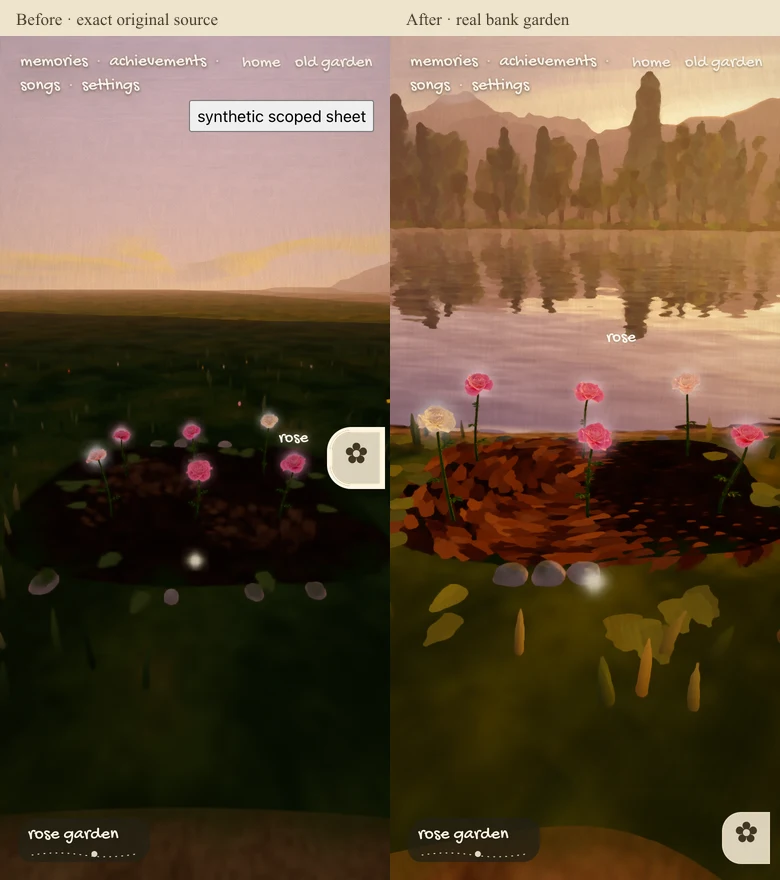 Before · exact original source
memories · achievements · home old garden
songs · settings
synthetic scoped sheet
rose
rose garden
After · real bank garden
memories · achievements · home old garden
songs · settings
rose
rose garden